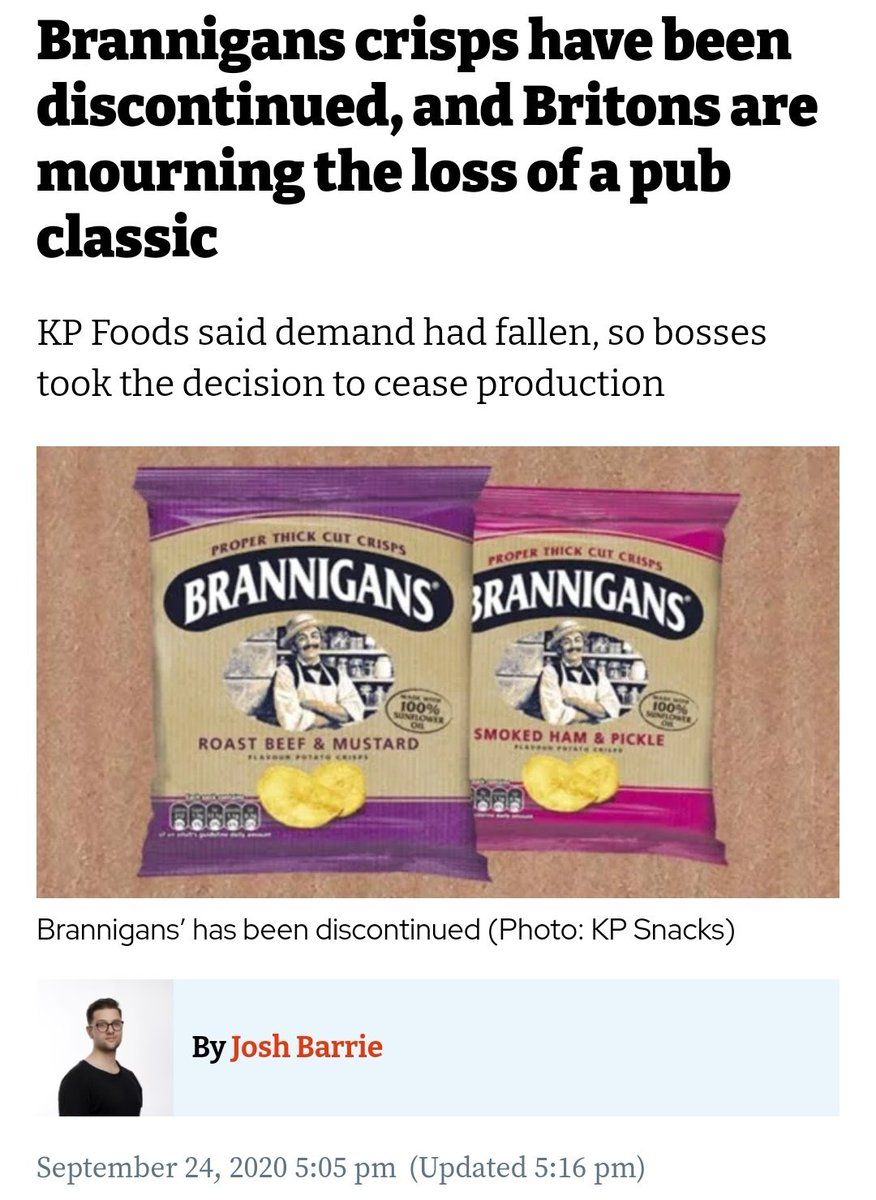 Brannigans crisps have been
discontinued, and Britons are
mourning the loss of a pub
classic
KP Foods said demand had fallen, so bosses
took the decision to cease production
PROPER THICK CUT CRISPS
BRANNIGANS
MADE WITH
100%
SUNFLOWER
OIL
ROAST BEEF & MUSTARD
FLAVOUR POTATO CRISPS
PROPER THICK CUT CRISPS
BRANNIGANS
100%
SUNFLOWER
OIL
SMOKED HAM & PICKLE
FLAVOUR POTATO CRISPS
Brannigans’ has been discontinued (Photo: KP Snacks)
By Josh Barrie
September 24, 2020 5:05 pm (Updated 5:16 pm)